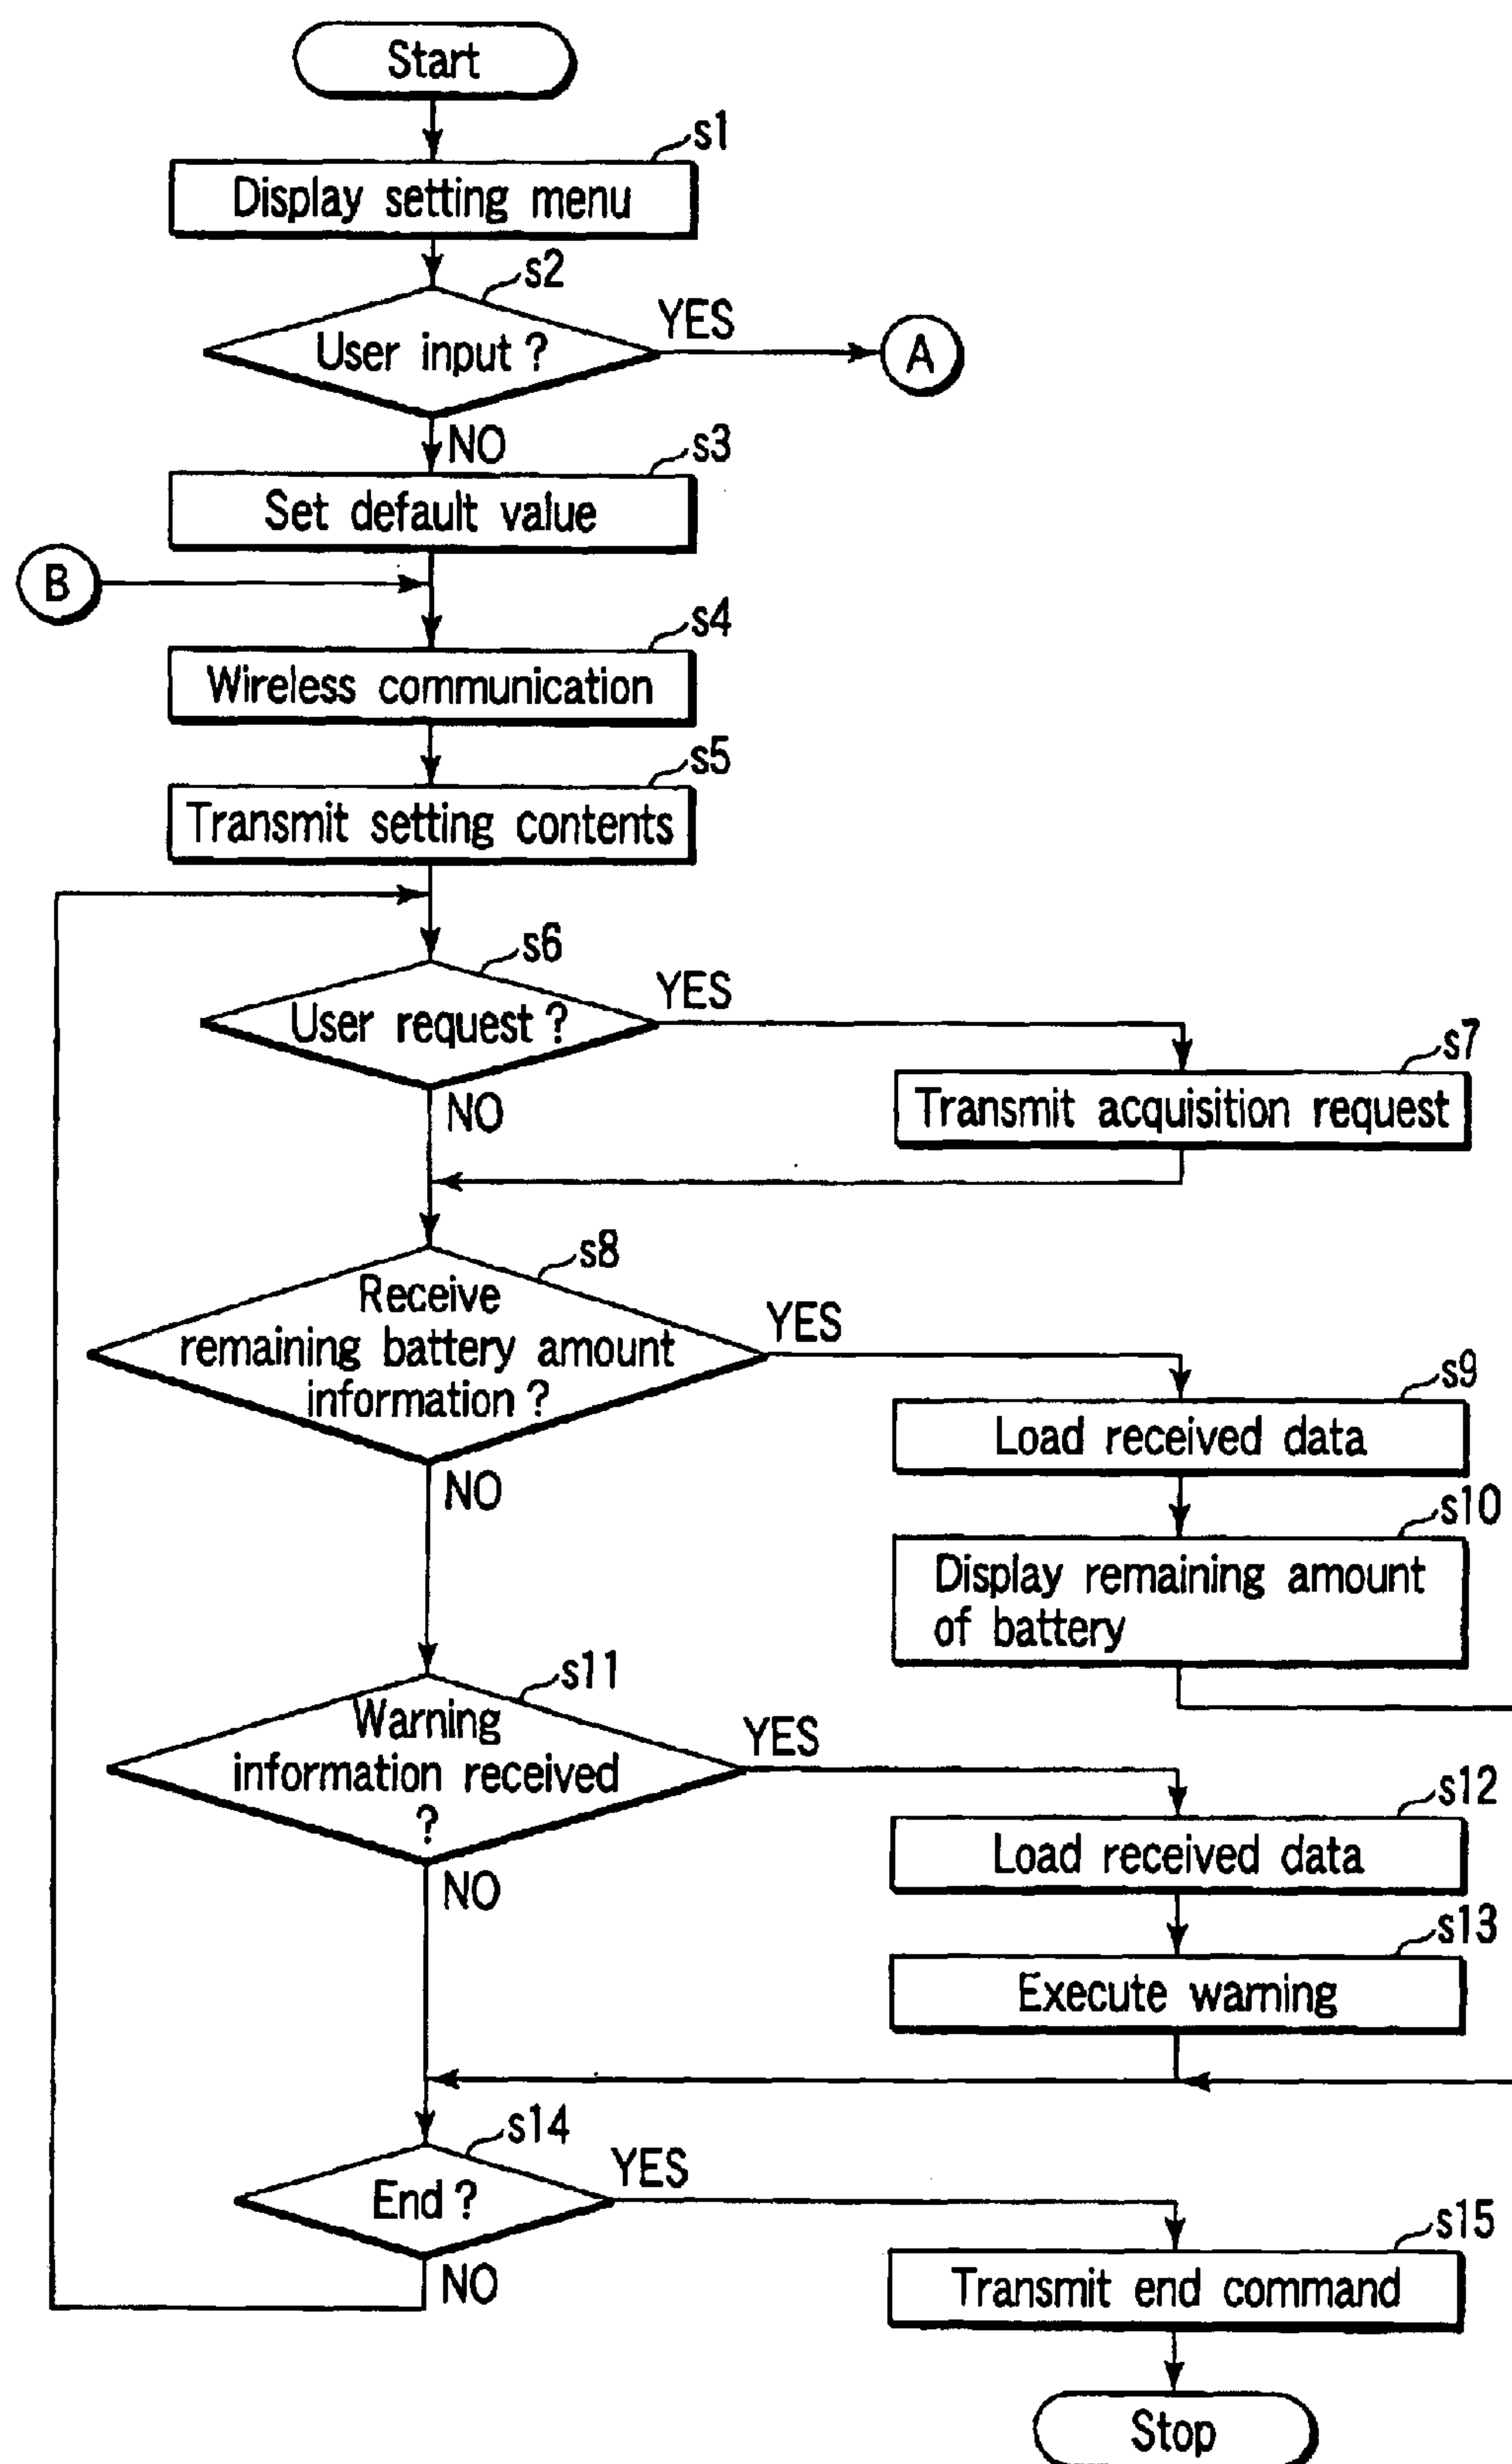 Start
s1
Display setting menu
s2
User input ?
YES
A
NO
s3
Set default value
B
s4
Wireless communication
s5
Transmit setting contents
s6
User request ?
YES
s7
Transmit acquisition request
NO
s8
Receive
remaining battery amount
information ?
YES
s9
Load received data
NO
s10
Display remaining amount
of battery
s11
Warning
information received
?
YES
s12
Load received data
NO
s13
Execute warning
s14
End ?
YES
s15
Transmit end command
NO
Stop